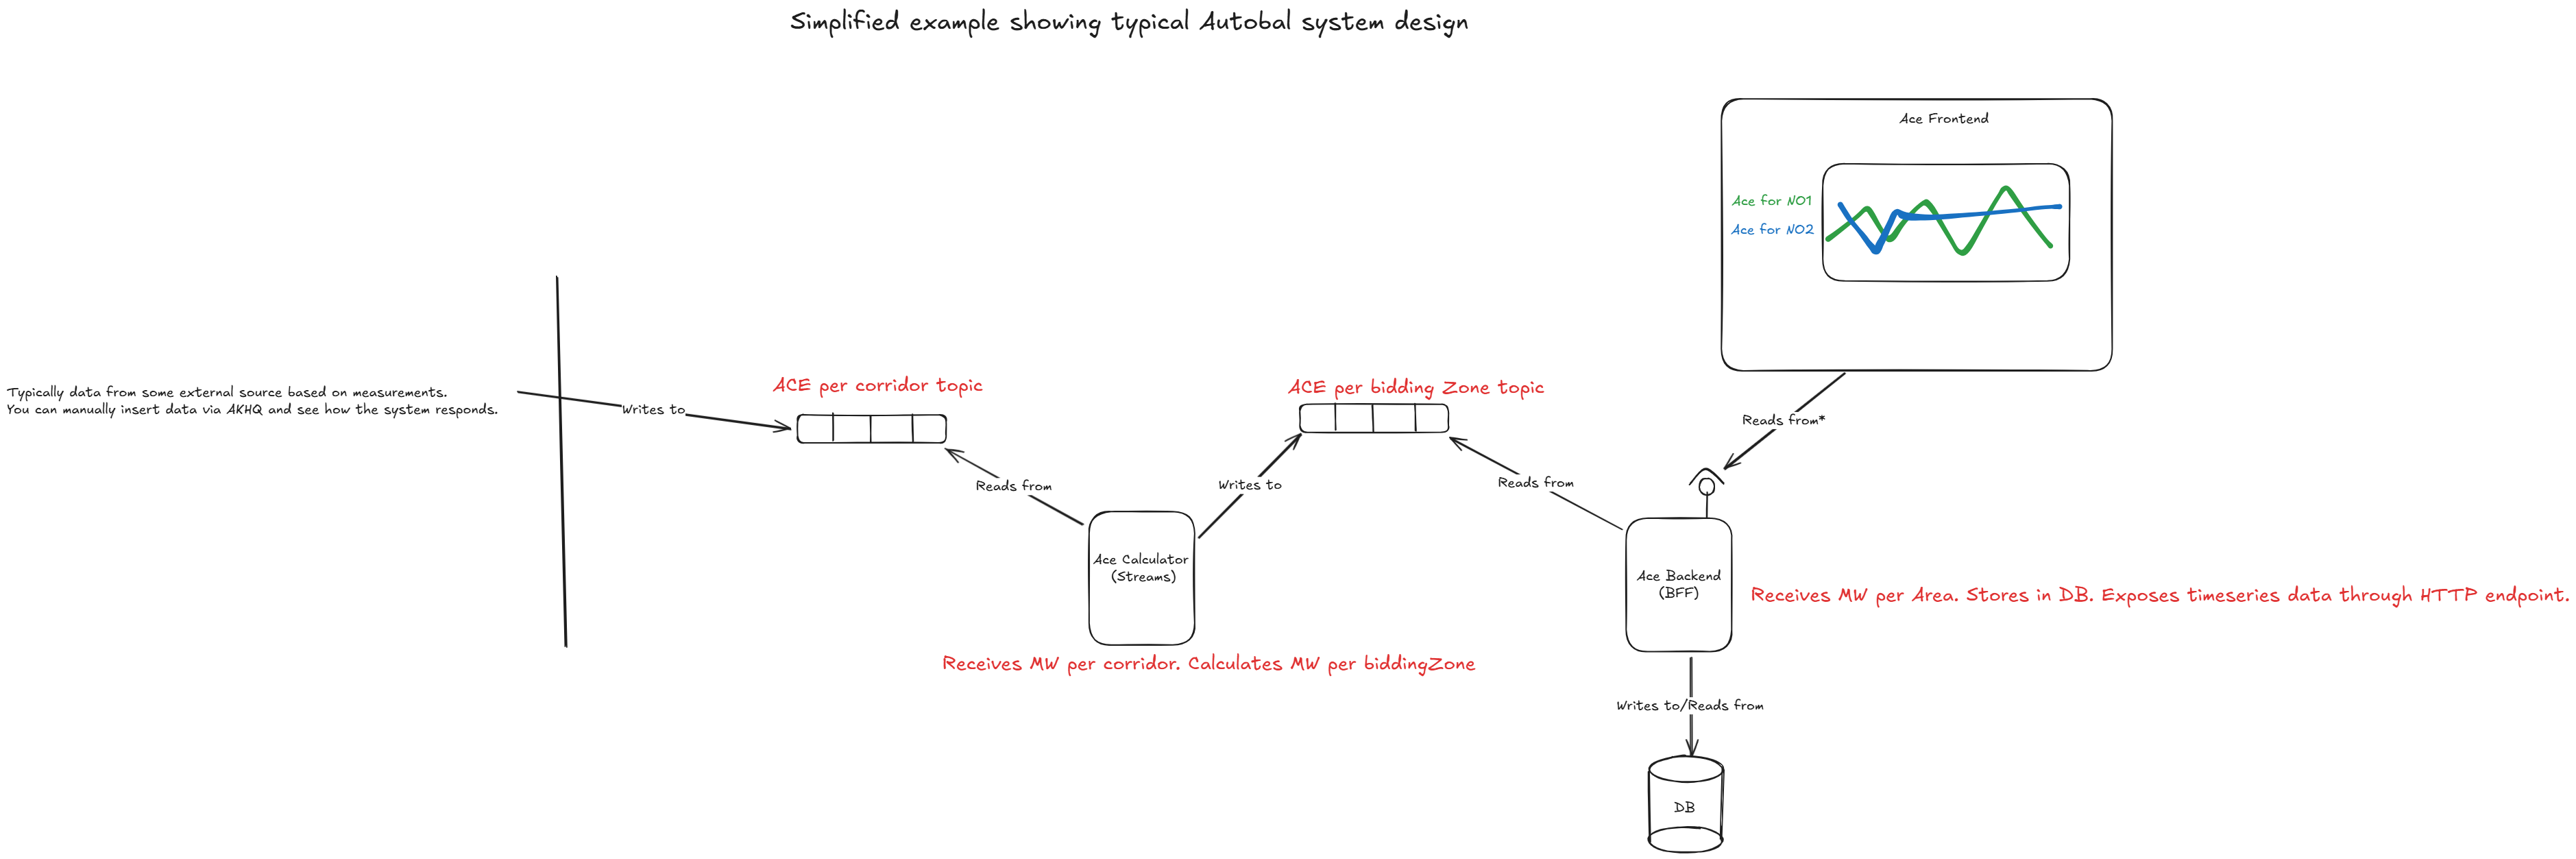 Simplified example showing typical Autobal system design
Ace Frontend
Ace for NO1
Ace for NO2
Typically data from some external source based on measurements.
You can manually insert data via AKHQ and see how the system responds.
Writes to
ACE per corridor topic
ACE per bidding Zone topic
Reads from*
Reads from
Writes to
Reads from
Ace Calculator
(Streams)
Ace Backend
(BFF)
Receives MW per Area. Stores in DB. Exposes timeseries data through HTTP endpoint.
Receives MW per corridor. Calculates MW per biddingZone
Writes to/Reads from
DB